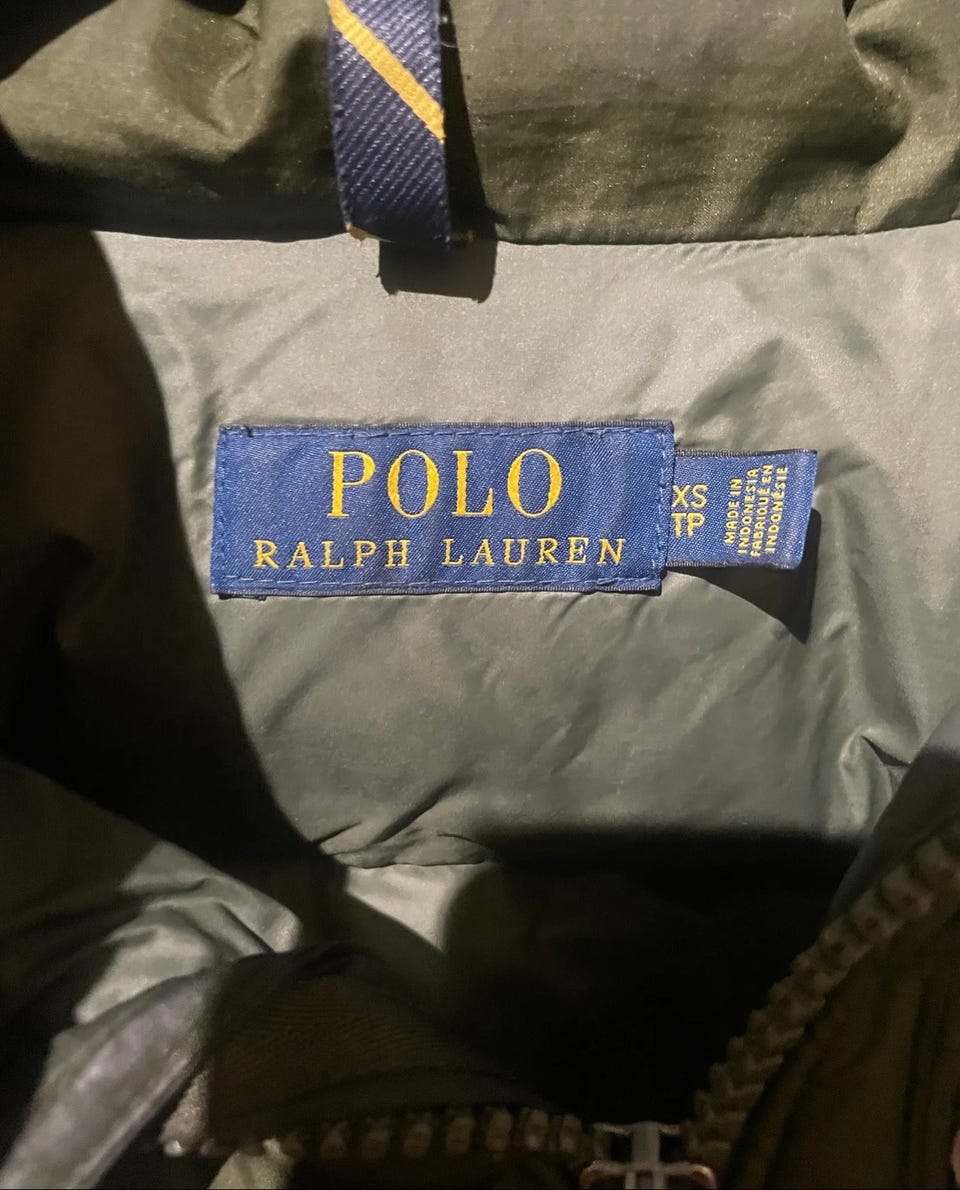 POLO
RALPH LAUREN
XS
TP
MADE IN
INDONESIA
FABRIQUÉ EN
INDONÉSIE